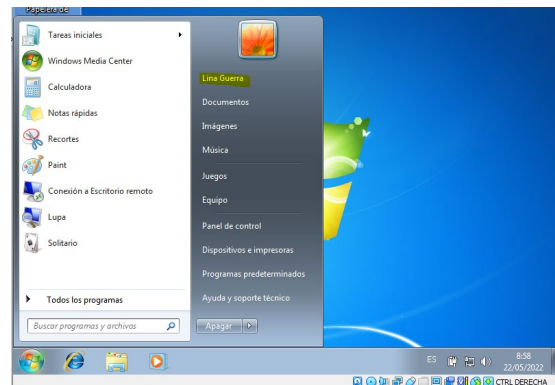 Papelera de
Tareas iniciales
Windows Media Center
Calculadora
Notas rápidas
Recortes
Paint
Conexión a Escritorio remoto
Lupa
Solitario
Todos los programas
Buscar programas y archivos
Lina Guerra
Documentos
Imágenes
Música
Juegos
Equipo
Panel de control
Dispositivos e impresoras
Programas predeterminados
Ayuda y soporte técnico
Apagar
ES
8:58
22/05/2022
CTRL DERECHA